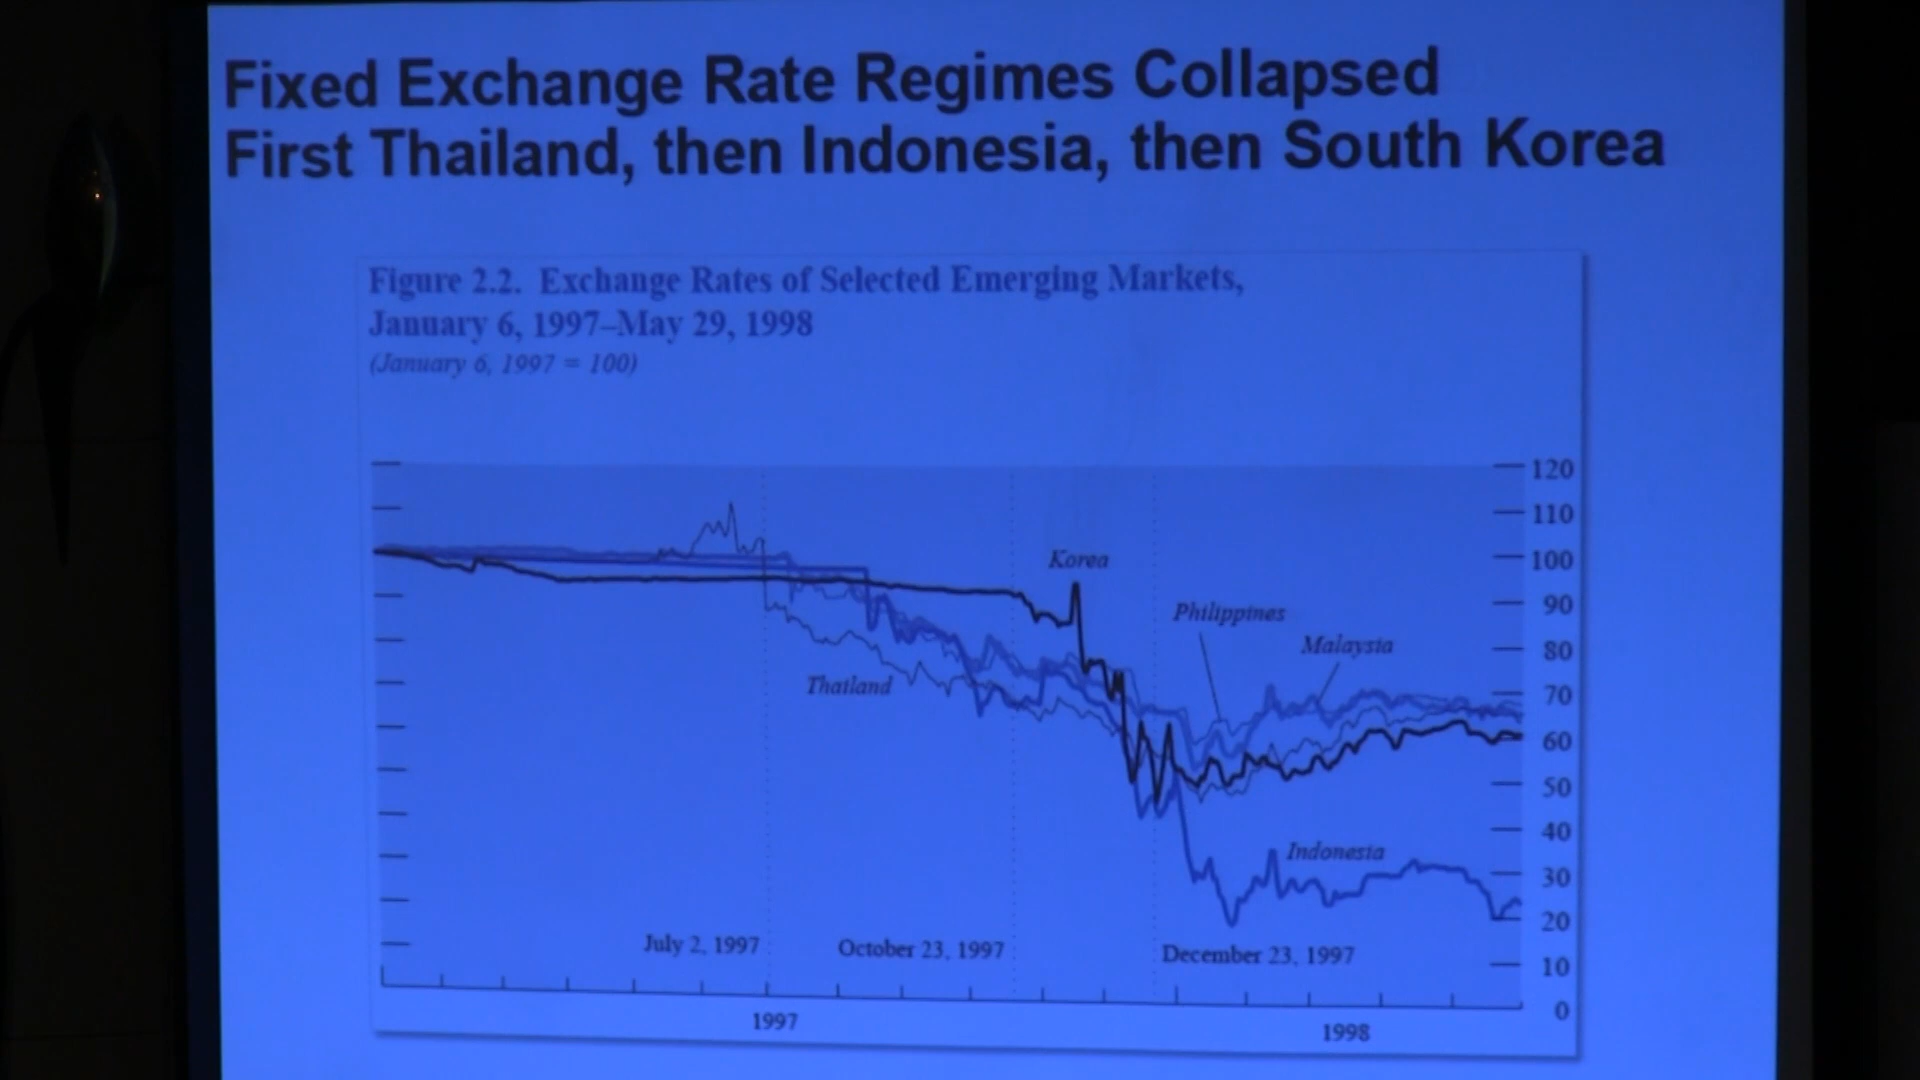 Fixed Exchange Rate Regimes Collapsed
First Thailand, then Indonesia, then South Korea
Figure 2.2. Exchange Rates of Selected Emerging Markets,
January 6, 1997–May 29, 1998
(January 6, 1997 = 100)
120
110
100
90
80
70
60
50
40
30
20
10
0
Korea
Philippines
Malaysia
Thailand
Indonesia
July 2, 1997
October 23, 1997
December 23, 1997
1997
1998